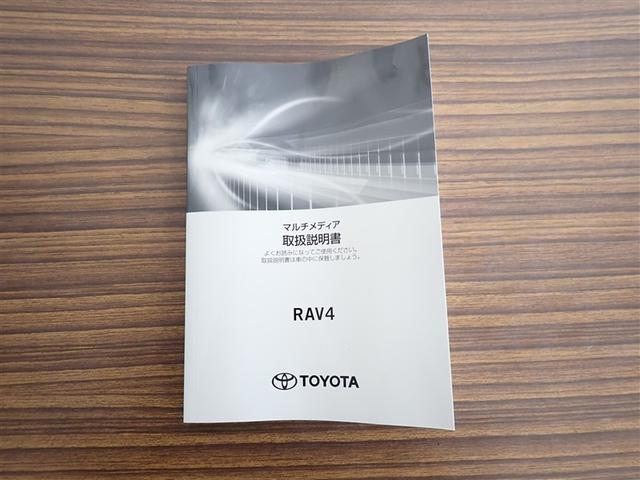 マルチメディア
取扱説明書
よくお読みになってご使用ください。
取扱説明書は車の中に保管しましょう。
RAV4
TOYOTA